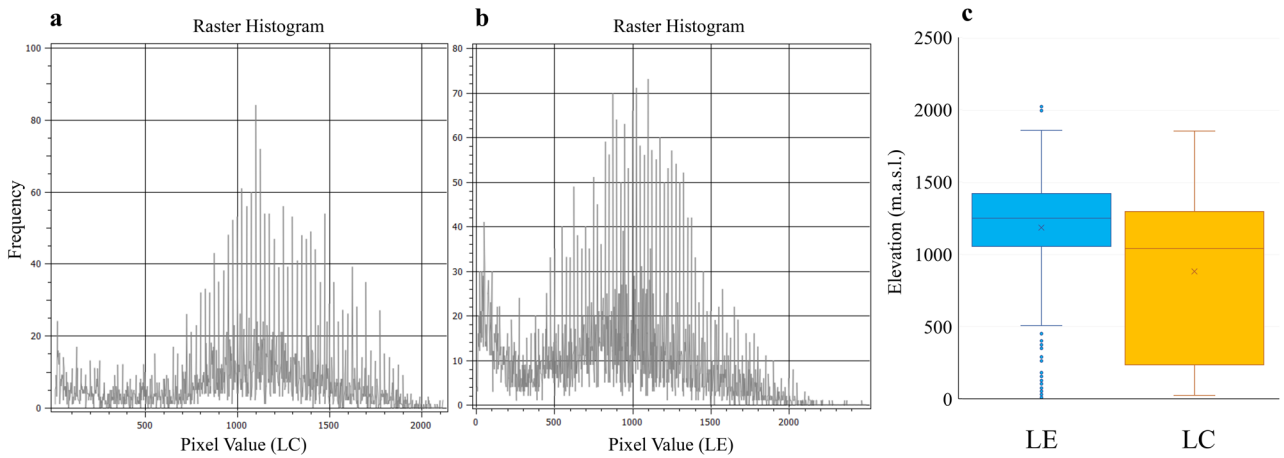 a
Raster Histogram
Frequency
100
80
60
40
20
0
500
1000
1500
2000
Pixel Value (LC)
b
Raster Histogram
80
70
60
50
40
30
20
10
0
0
500
1000
1500
2000
Pixel Value (LE)
c
Elevation (m.a.s.l.)
2500
2000
1500
1000
500
0
LE
LC